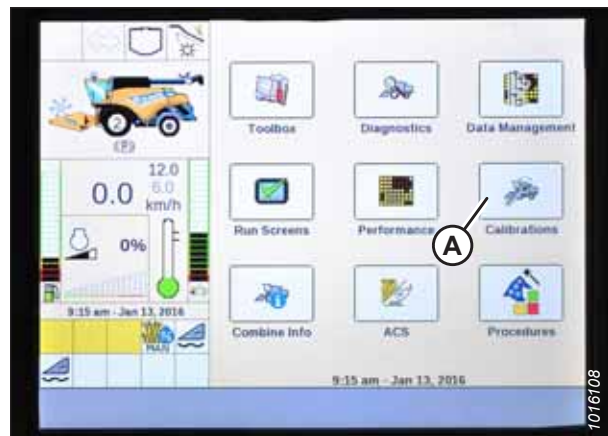 Toolbox
Diagnostics
Data Management
2
(P)
12.0
0.0
6.0
km/h
Run Screens
Performance
Calibrations
A
0%
9:15 am - Jan 13, 2016
MAN
Combine Info
ACS
Procedures
9:15 am - Jan 13, 2016
1016108